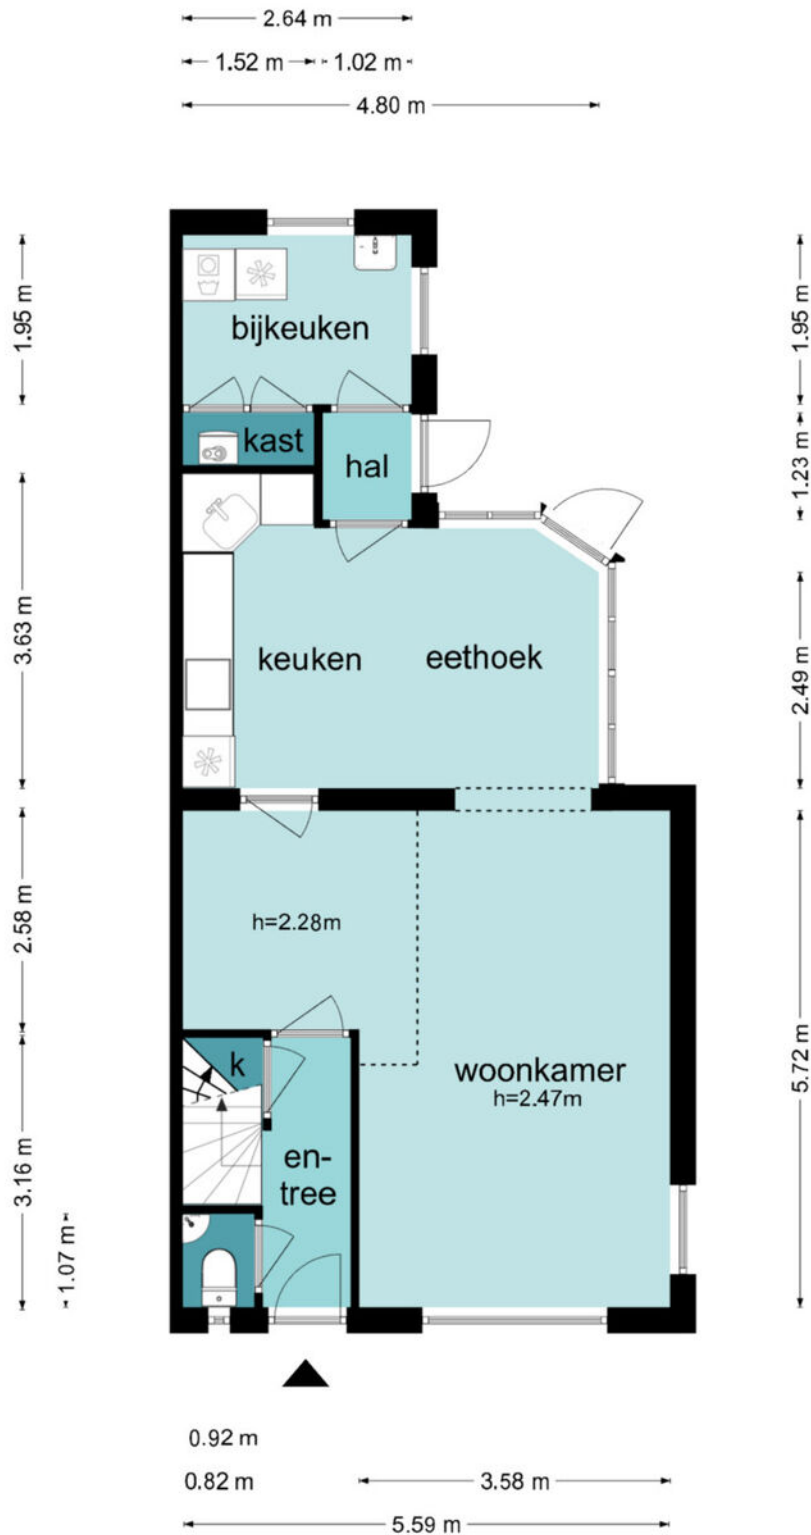 2.64 m
1.52 m
1.02 m
4.80 m
1.95 m
1.95 m
bijkeuken
kast
hal
1.23 m
3.63 m
keuken
eethoek
2.49 m
2.58 m
h=2.28m
5.72 m
k
woonkamer
h=2.47m
3.16 m
en-
tree
1.07 m
0.92 m
0.82 m
3.58 m
5.59 m